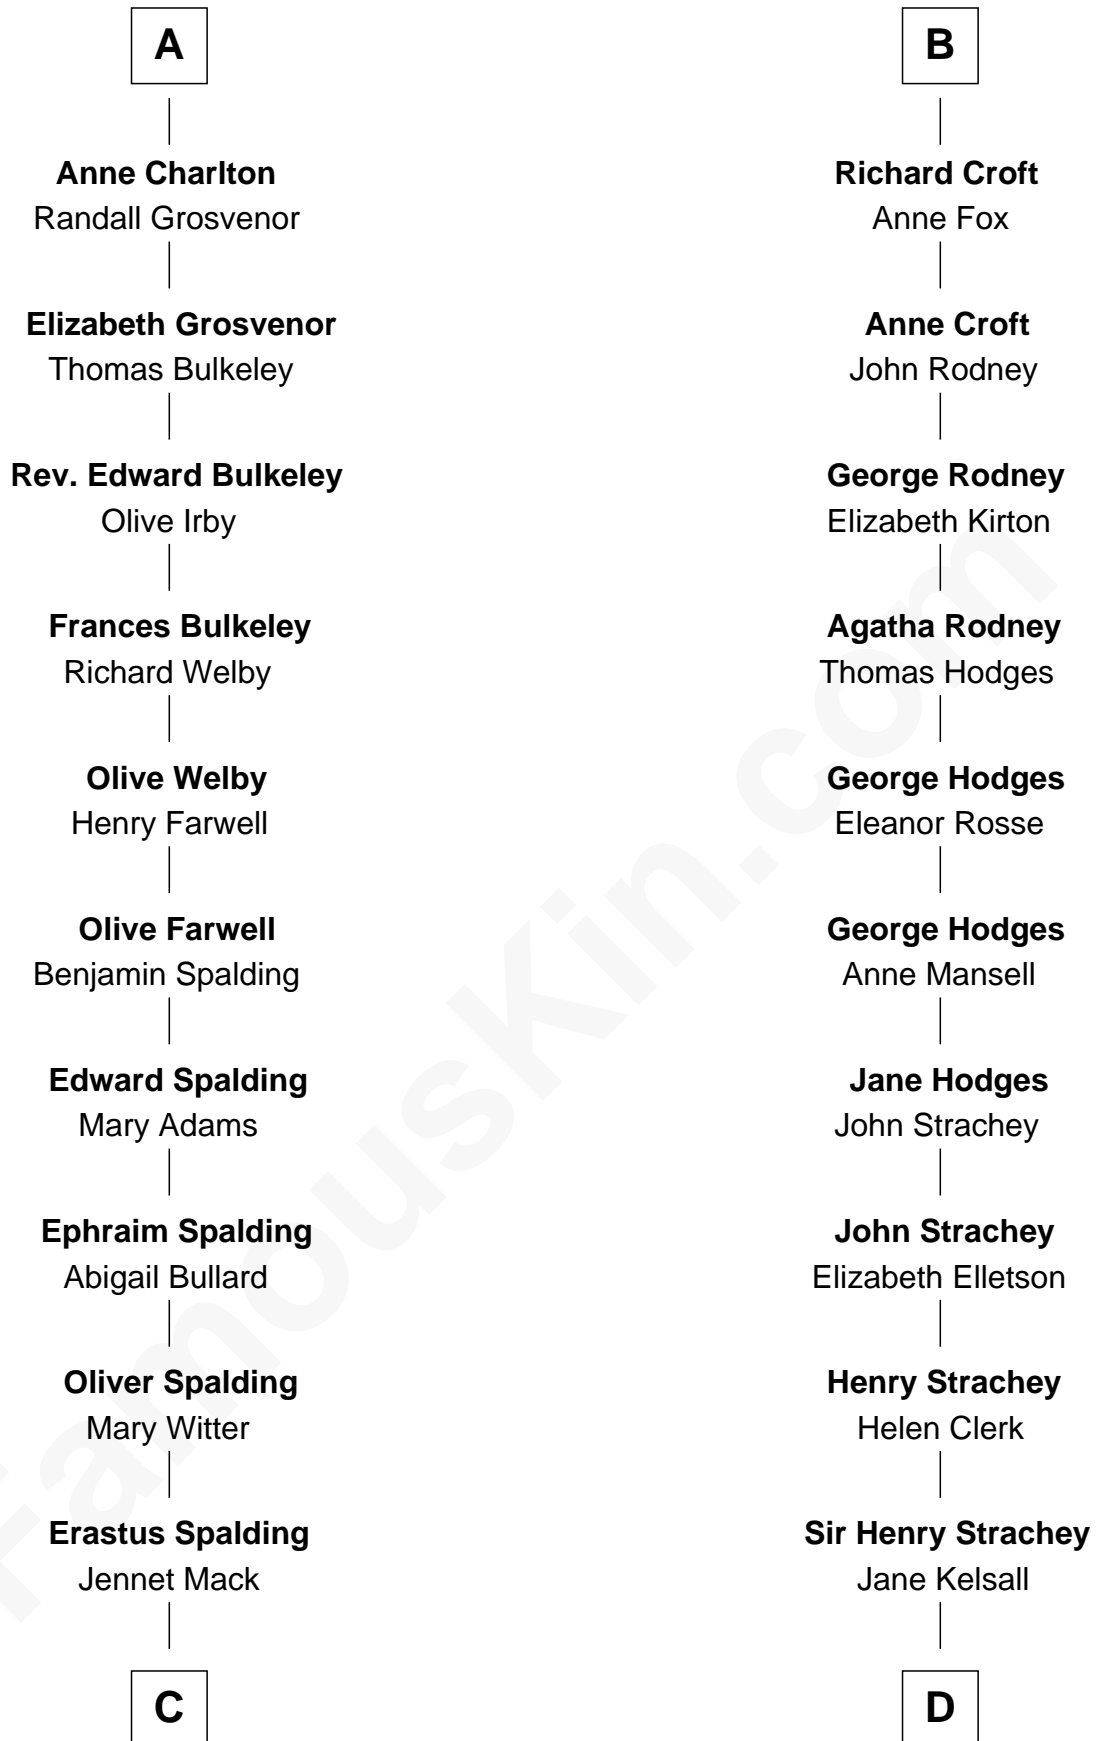 A
Anne Charlton
Randall Grosvenor
Elizabeth Grosvenor
Thomas Bulkeley
Rev. Edward Bulkeley
Olive Irby
Frances Bulkeley
Richard Welby
Olive Welby
Henry Farwell
Olive Farwell
Benjamin Spalding
Edward Spalding
Mary Adams
Ephraim Spalding
Abigail Bullard
Oliver Spalding
Mary Witter
Erastus Spalding
Jennet Mack
C
B
Richard Croft
Anne Fox
Anne Croft
John Rodney
George Rodney
Elizabeth Kirton
Agatha Rodney
Thomas Hodges
George Hodges
Eleanor Rosse
George Hodges
Anne Mansell
Jane Hodges
John Strachey
John Strachey
Elizabeth Elletson
Henry Strachey
Helen Clerk
Sir Henry Strachey
Jane Kelsall
D
FamousKin.com